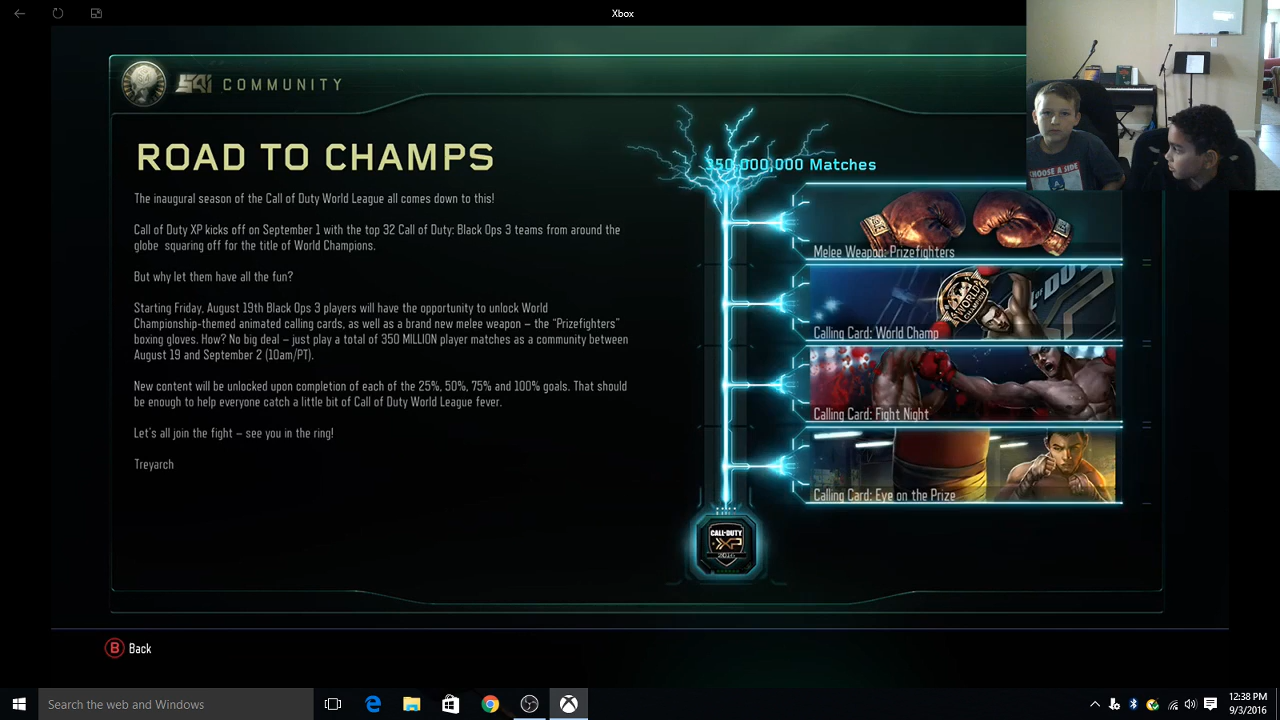 Xbox
COMMUNITY
ROAD TO CHAMPS
350,000,000 Matches
The inaugural season of the Call of Duty World League all comes down to this!
Call of Duty XP kicks off on September 1 with the top 32 Call of Duty: Black Ops 3 teams from around the
globe squaring off for the title of World Champions.
But why let them have all the fun?
Starting Friday, August 19th Black Ops 3 players will have the opportunity to unlock World
Championship-themed animated calling cards, as well as a brand new melee weapon – the "Prizefighters"
boxing gloves. How? No big deal – just play a total of 350 MILLION player matches as a community between
August 19 and September 2 (10am/PT).
New content will be unlocked upon completion of each of the 25%, 50%, 75% and 100% goals. That should
be enough to help everyone catch a little bit of Call of Duty World League fever.
Let's all join the fight – see you in the ring!
Treyarch
Melee Weapon: Prizefighters
WORLD
Calling Card: World Champ
Calling Card: Fight Night
Calling Card: Eye on the Prize
CALL·DUTY
XP
2016
CHOOSE A SIDE
B Back
Search the web and Windows
12:38 PM
9/3/2016